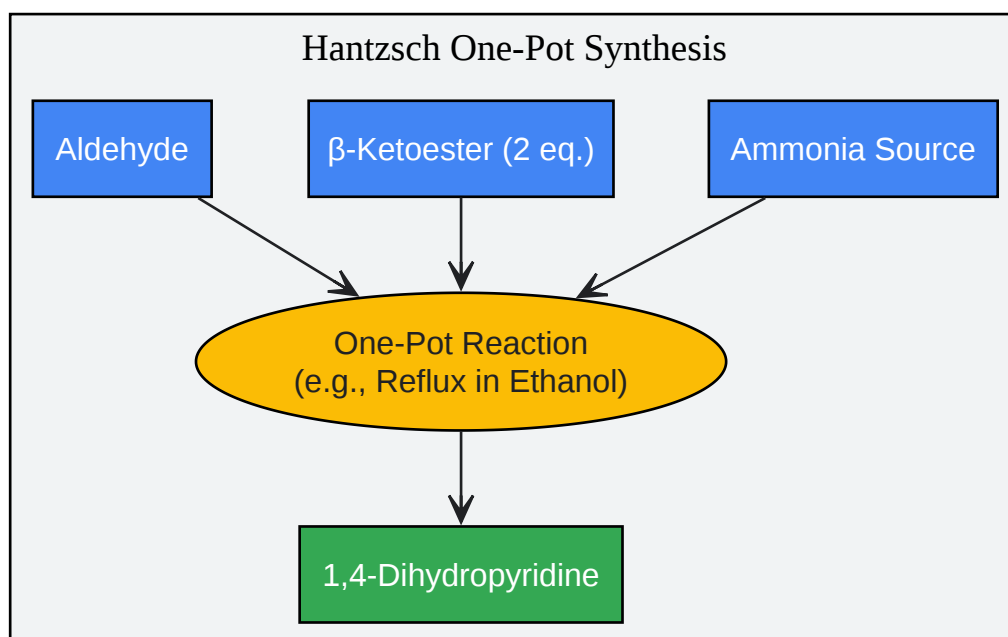 Hantzsch One-Pot Synthesis
Aldehyde
β-Ketoester (2 eq.)
Ammonia Source
One-Pot Reaction
(e.g., Reflux in Ethanol)
1,4-Dihydropyridine